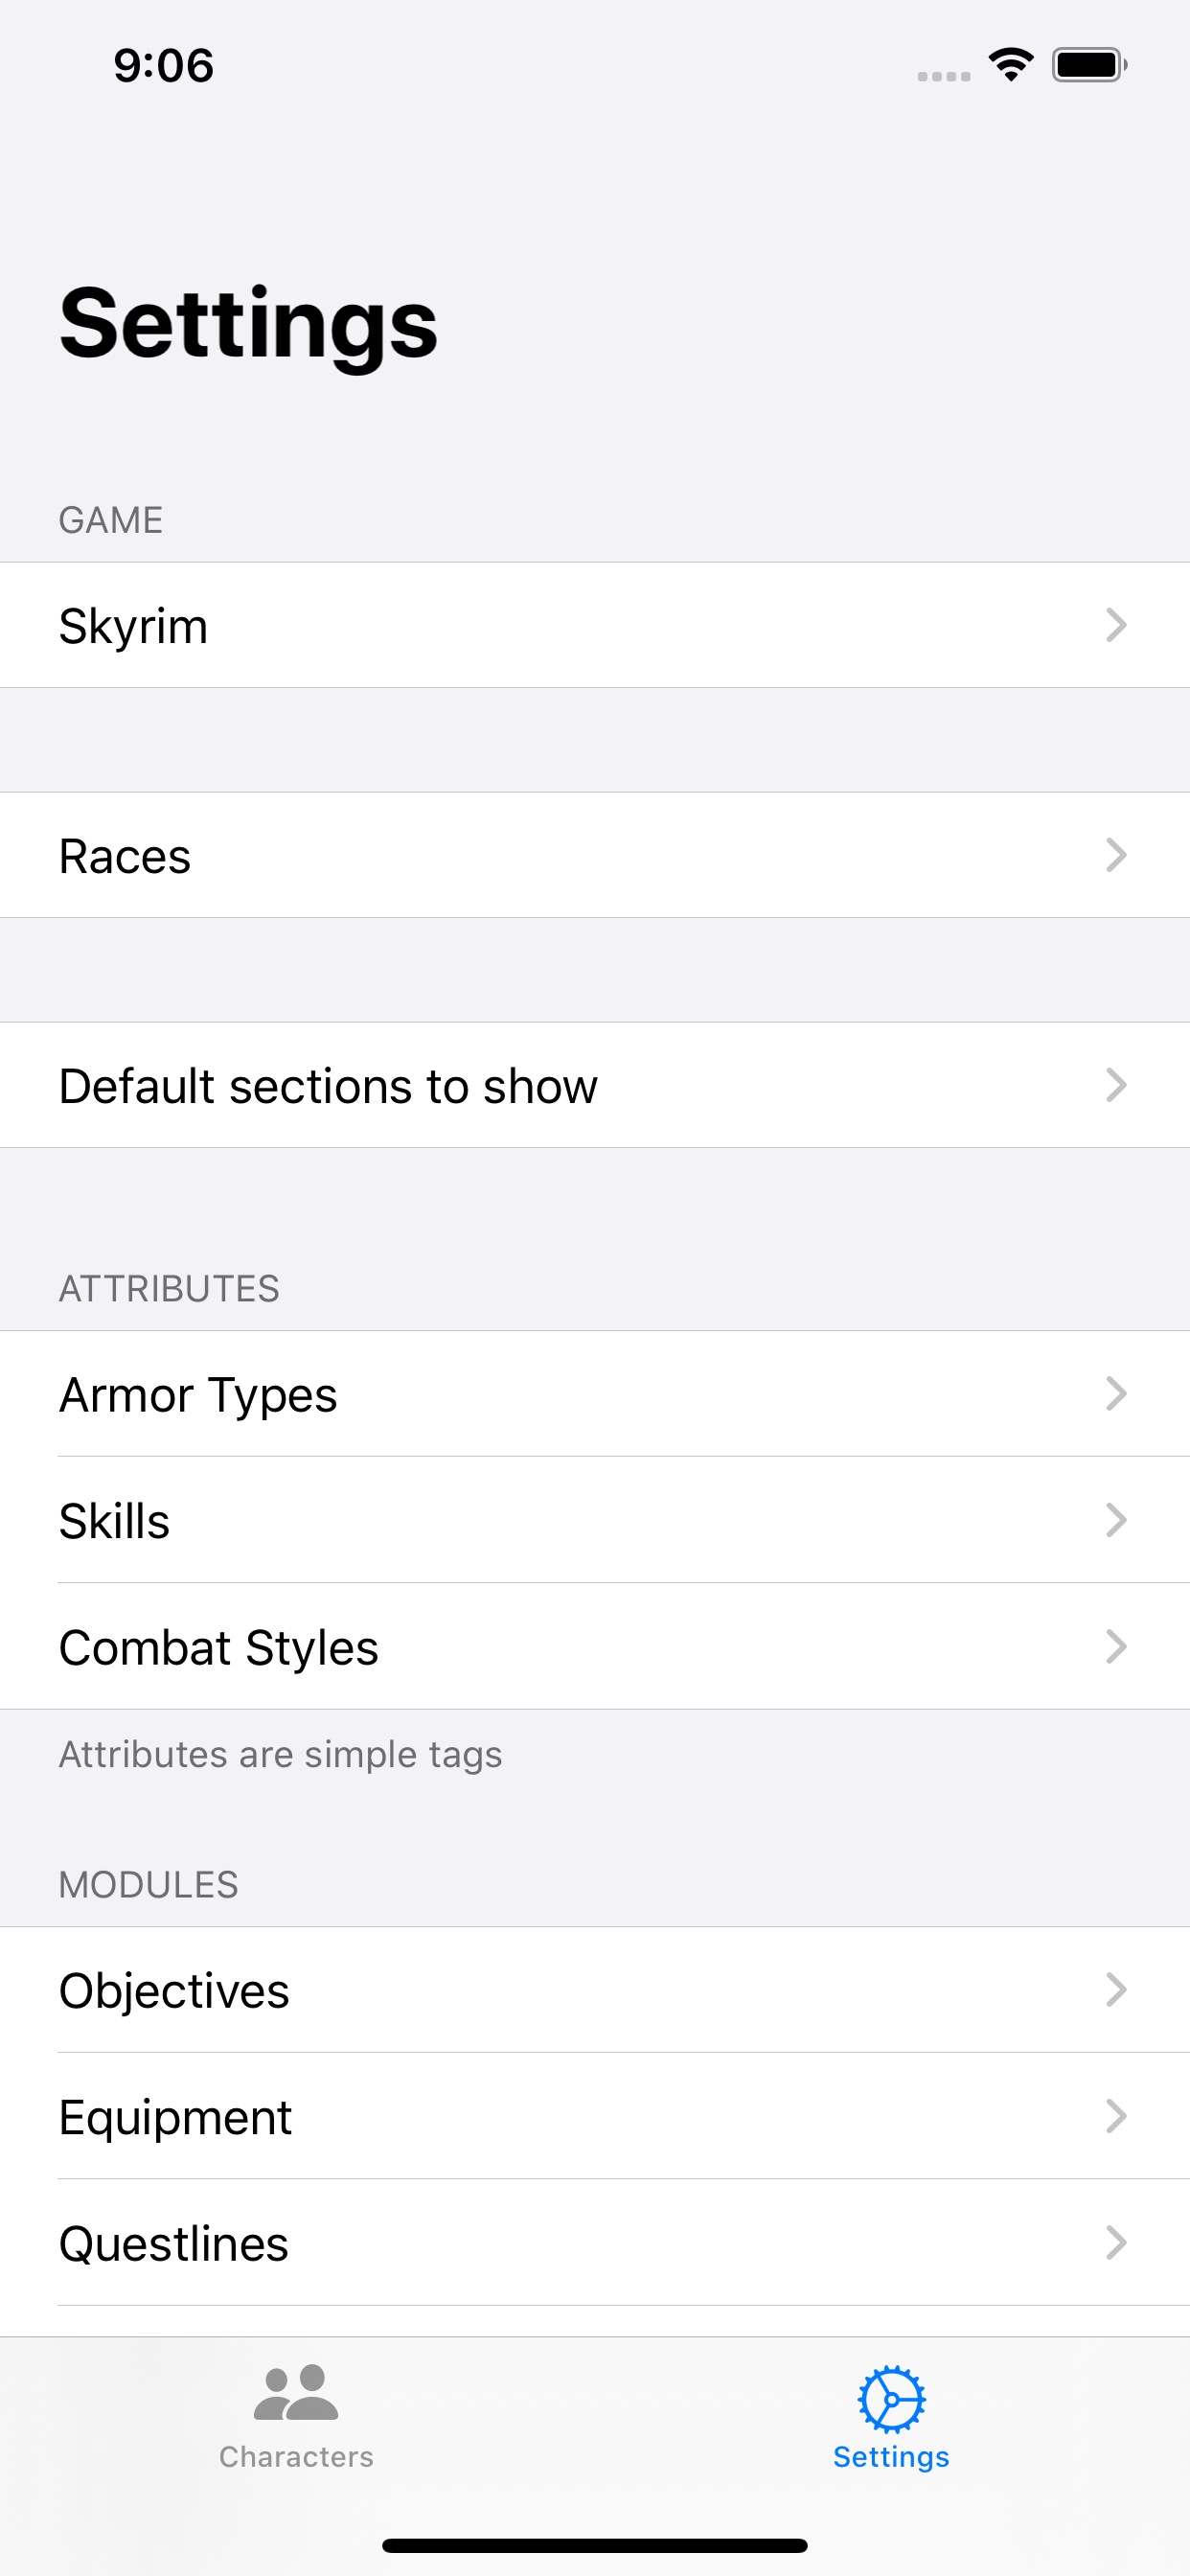 9:06
Settings
GAME
Skyrim
Races
Default sections to show
ATTRIBUTES
Armor Types
Skills
Combat Styles
Attributes are simple tags
MODULES
Objectives
Equipment
Questlines
Characters
Settings